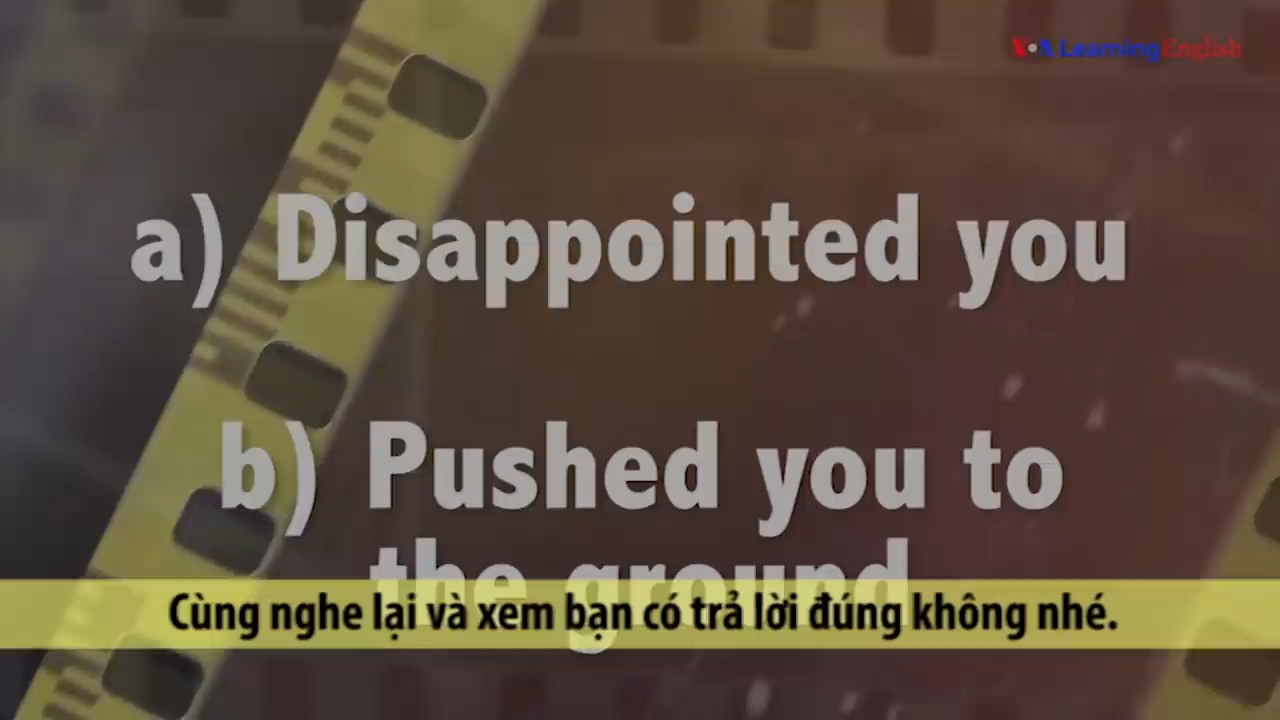 VOA Learning English
a) Disappointed you
b) Pushed you to
the ground
Cùng nghe lại và xem bạn có trả lời đúng không nhé.